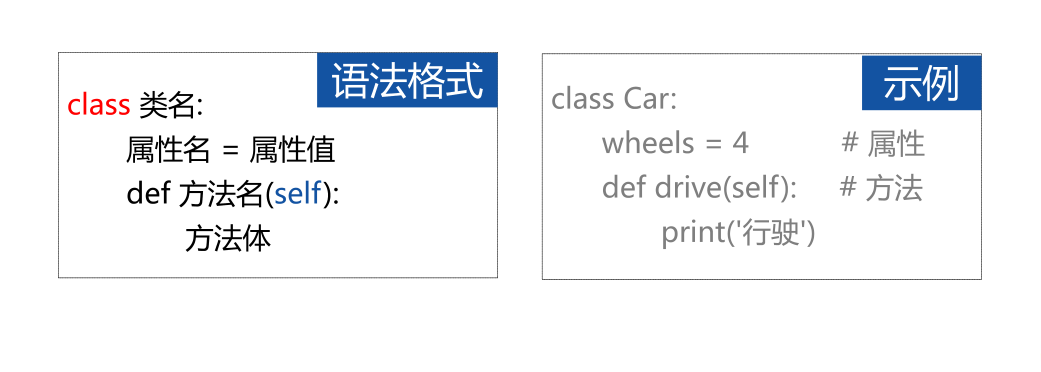 语法格式
class 类名:
属性名 = 属性值
def 方法名(self):
方法体
示例
class Car:
wheels = 4 # 属性
def drive(self): # 方法
print('行驶')